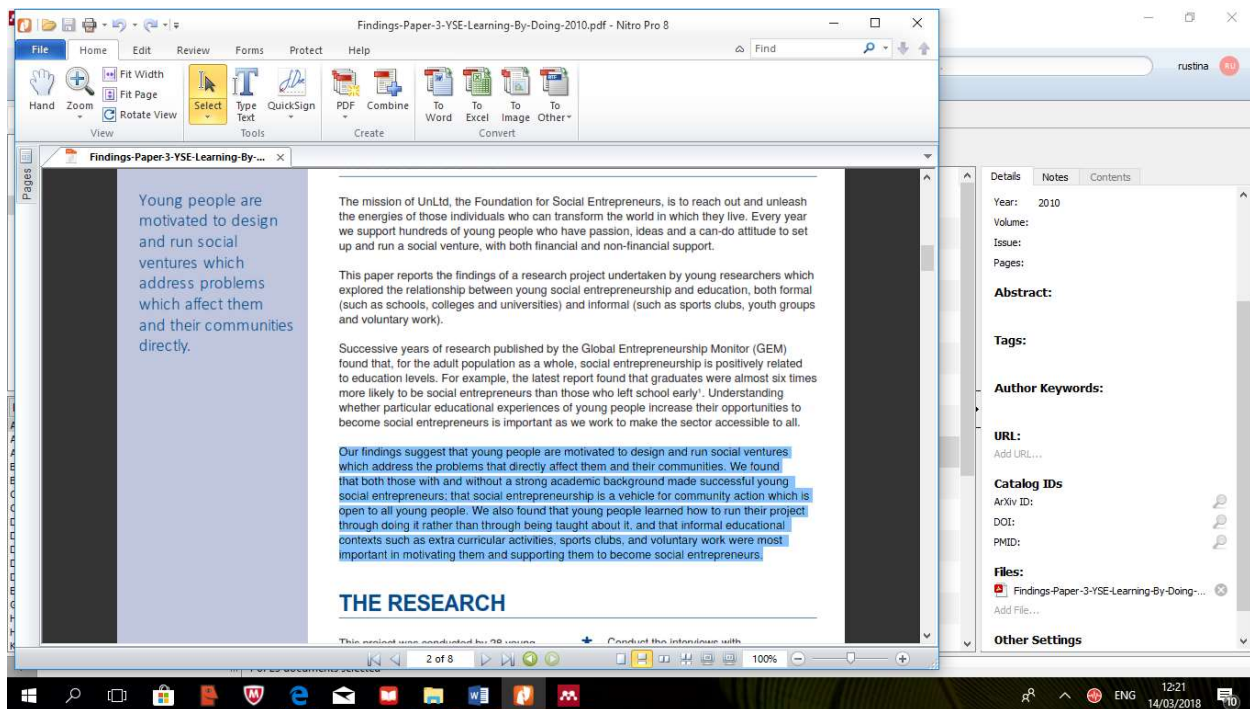 Findings-Paper-3-YSE-Learning-By-Doing-2010.pdf - Nitro Pro 8
File Home Edit Review Forms Protect Help Find
Hand
Zoom
Fit Width
Fit Page
Rotate View
View
Select
Type Text
QuickSign
Tools
PDF
Combine
Create
To Word
To Excel
To Image
To Other
Convert
rustina RU
Findings-Paper-3-YSE-Learning-By-...
Pages
Young people are
motivated to design
and run social
ventures which
address problems
which affect them
and their communities
directly.
The mission of UnLtd, the Foundation for Social Entrepreneurs, is to reach out and unleash
the energies of those individuals who can transform the world in which they live. Every year
we support hundreds of young people who have passion, ideas and a can-do attitude to set
up and run a social venture, with both financial and non-financial support.
This paper reports the findings of a research project undertaken by young researchers which
explored the relationship between young social entrepreneurship and education, both formal
(such as schools, colleges and universities) and informal (such as sports clubs, youth groups
and voluntary work).
Successive years of research published by the Global Entrepreneurship Monitor (GEM)
found that, for the adult population as a whole, social entrepreneurship is positively related
to education levels. For example, the latest report found that graduates were almost six times
more likely to be social entrepreneurs than those who left school early¹. Understanding
whether particular educational experiences of young people increase their opportunities to
become social entrepreneurs is important as we work to make the sector accessible to all.
Our findings suggest that young people are motivated to design and run social ventures
which address the problems that directly affect them and their communities. We found
that both those with and without a strong academic background made successful young
social entrepreneurs; that social entrepreneurship is a vehicle for community action which is
open to all young people. We also found that young people learned how to run their project
through doing it rather than through being taught about it, and that informal educational
contexts such as extra curricular activities, sports clubs, and voluntary work were most
important in motivating them and supporting them to become social entrepreneurs.
THE RESEARCH
This project was conducted by 28 young
Conduct the interviews with
2 of 8
100%
Details Notes Contents
Year: 2010
Volume:
Issue:
Pages:
Abstract:
Tags:
Author Keywords:
URL:
Add URL...
Catalog IDs
ArXiv ID:
DOI:
PMID:
Files:
Findings-Paper-3-YSE-Learning-By-Doing-...
Add File...
Other Settings
documents selected
ENG
12:21
14/03/2018
10